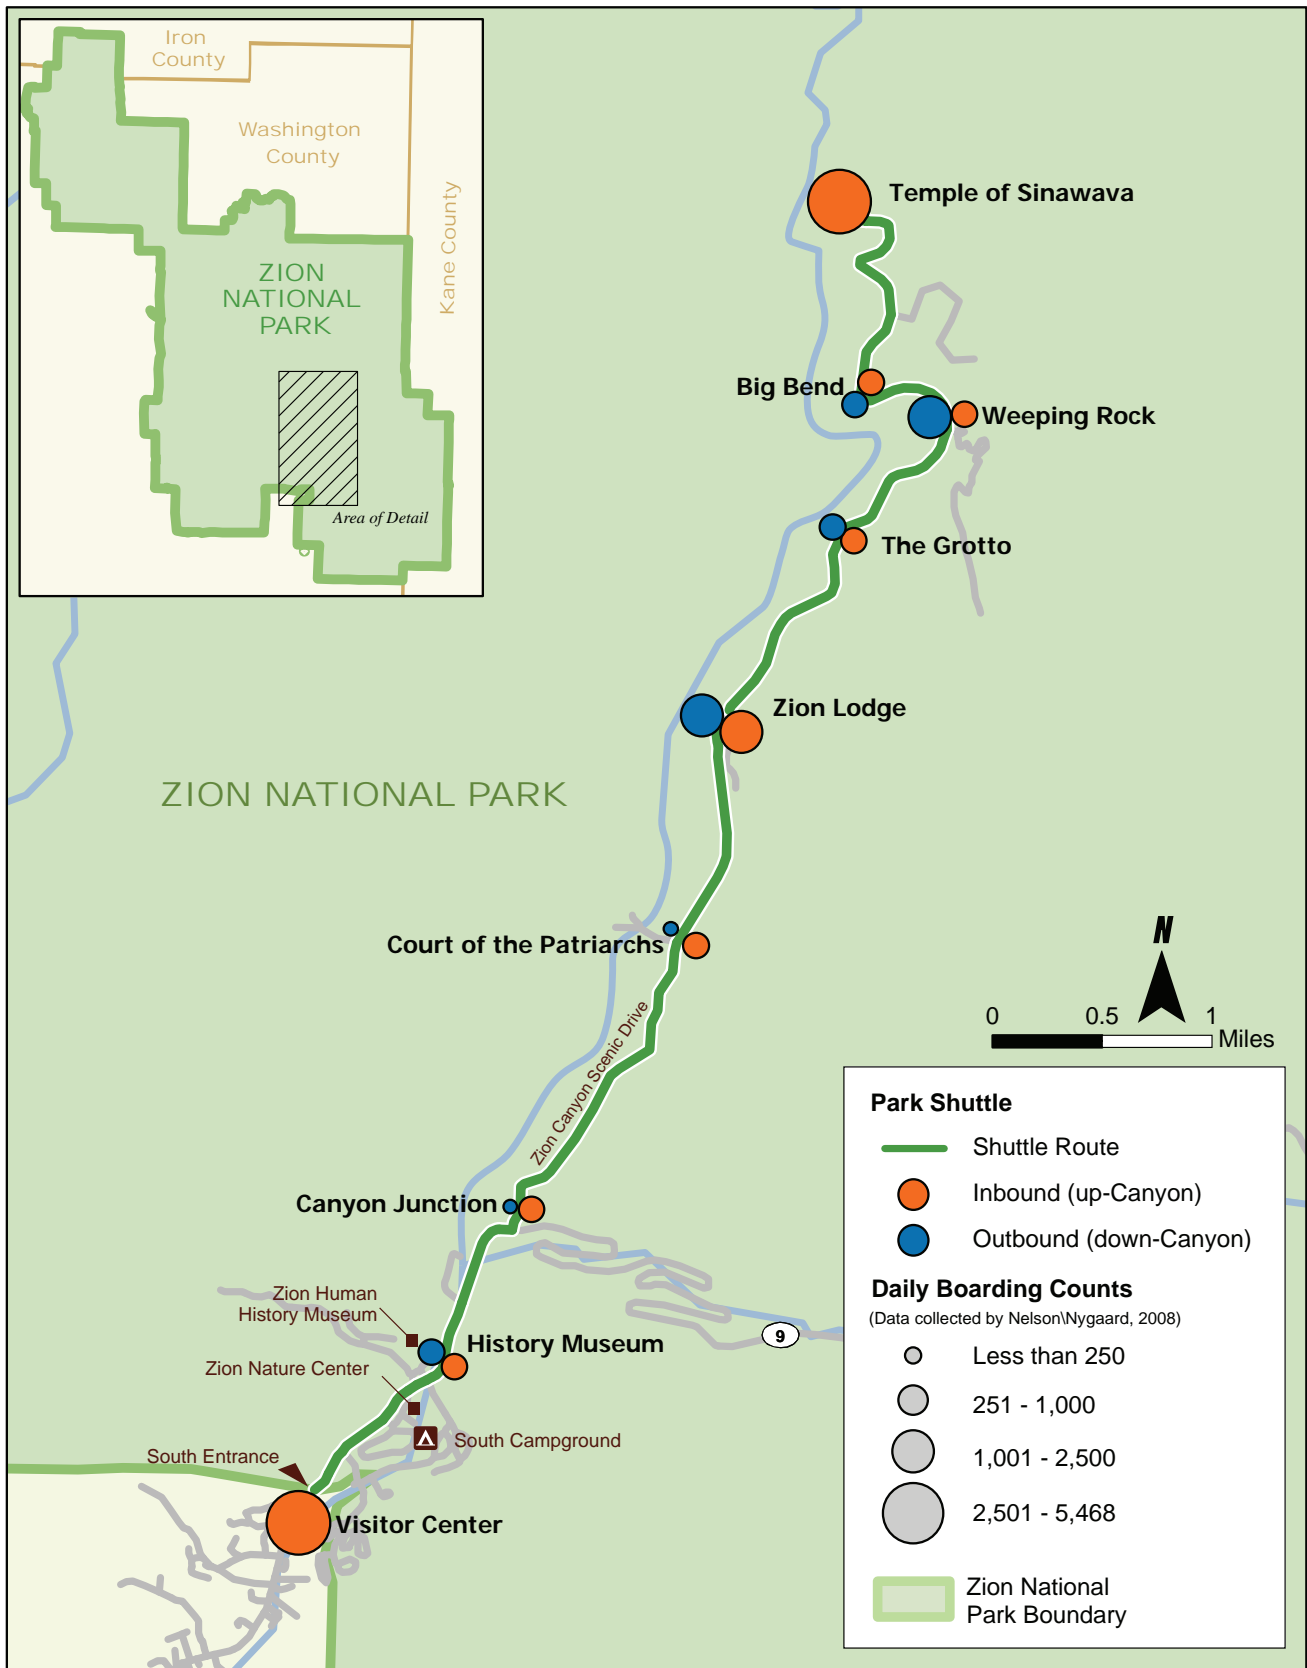 Iron
County
Washington
County
Kane County
ZION
NATIONAL
PARK
Area of Detail
Temple of Sinawava
Big Bend
Weeping Rock
The Grotto
Zion Lodge
ZION NATIONAL PARK
Court of the Patriarchs
N
0 0.5 1
Miles
Zion Canyon Scenic Drive
Canyon Junction
Zion Human
History Museum
History Museum
9
Zion Nature Center
South Campground
South Entrance
Visitor Center
Park Shuttle
Shuttle Route
Inbound (up-Canyon)
Outbound (down-Canyon)
Daily Boarding Counts
(Data collected by Nelson\Nygaard, 2008)
Less than 250
251 - 1,000
1,001 - 2,500
2,501 - 5,468
Zion National
Park Boundary